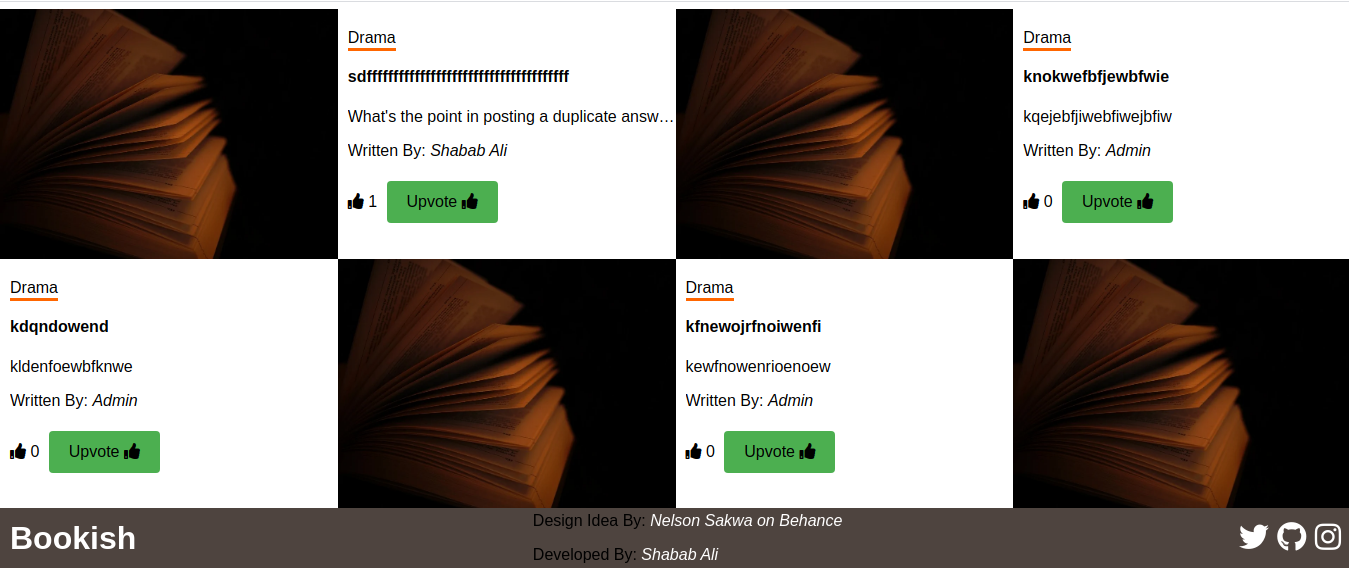 Drama
sdffffffffffffffffffffffffffffffffffffff
What's the point in posting a duplicate answ…
Written By: Shabab Ali
1 Upvote
Drama
knokwefbfjewbfwie
kqejebfjiwebfiwejbfiw
Written By: Admin
0 Upvote
Drama
kdqndowend
kldenfoewbfknwe
Written By: Admin
0 Upvote
Drama
kfnewojrfnoiwenfi
kewfnowenrioenoew
Written By: Admin
0 Upvote
Bookish
Design Idea By: Nelson Sakwa on Behance
Developed By: Shabab Ali